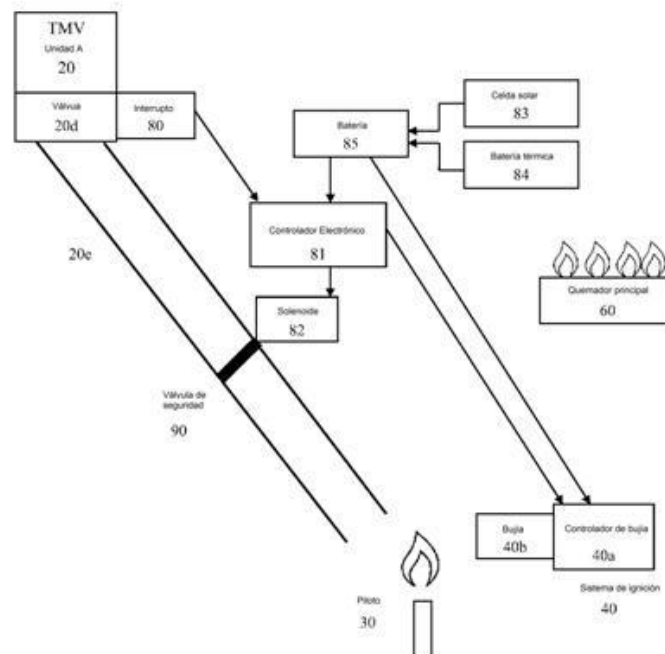 TMV
Unidad A
20
Válvua
20d
Interrupto
80
Batería
85
Celda solar
83
Batería térmica
84
20e
Controlador Electrónico
81
Solenoide
82
Quemador principal
60
Válvula de
seguridad
90
Bujía
40b
Controlador de bujía
40a
Sistema de ignición
40
Piloto
30